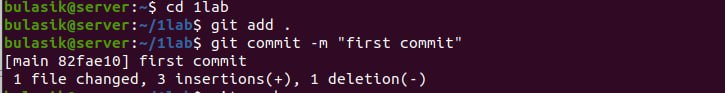 bulasik@server:~$ cd 1lab
bulasik@server:~/1lab$ git add .
bulasik@server:~/1lab$ git commit -m "first commit"
[main 82fae10] first commit
 1 file changed, 3 insertions(+), 1 deletion(-)